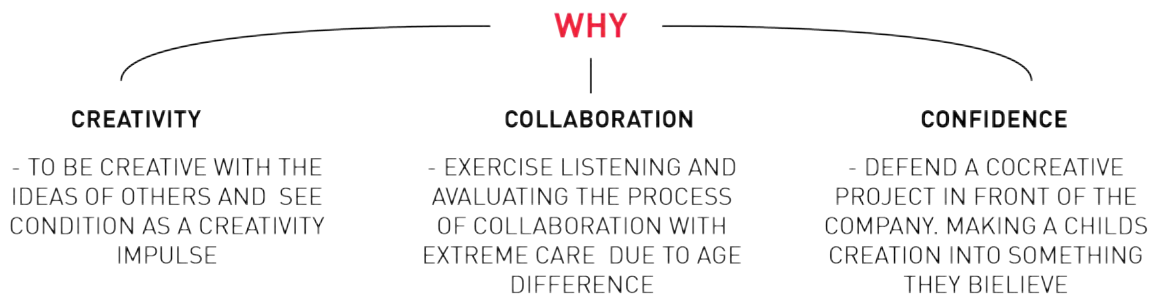 WHY
CREATIVITY
- TO BE CREATIVE WITH THE
IDEAS OF OTHERS AND SEE
CONDITION AS A CREATIVITY
IMPULSE
COLLABORATION
- EXERCISE LISTENING AND
AVALUATING THE PROCESS
OF COLLABORATION WITH
EXTREME CARE DUE TO AGE
DIFFERENCE
CONFIDENCE
- DEFEND A COCREATIVE
PROJECT IN FRONT OF THE
COMPANY. MAKING A CHILDS
CREATION INTO SOMETHING
THEY BIELIEVE